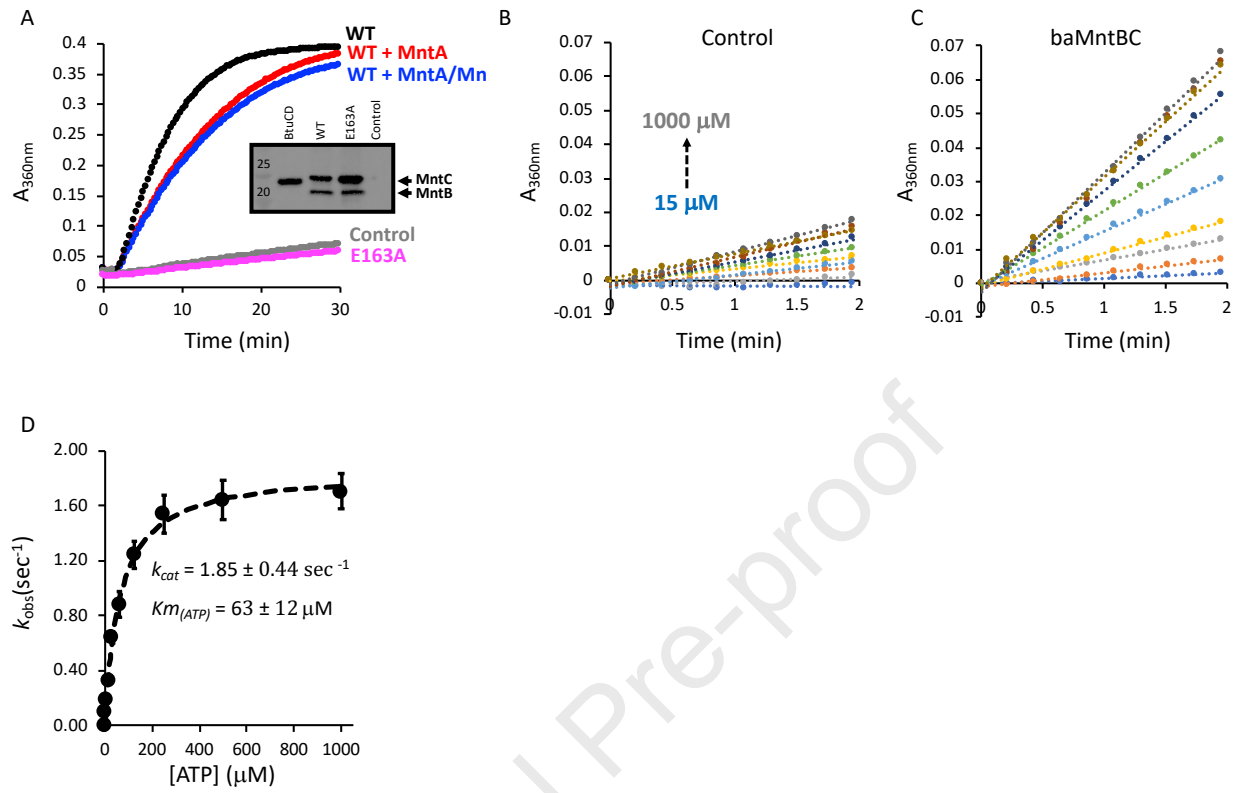 A
WT
WT + MntA
WT + MntA/Mn
A360nm
0.4
0.35
0.3
0.25
0.2
0.15
0.1
0.05
0
0
10
20
30
Time (min)
BtuCD
WT
E163A
Control
25
20
MntC
MntB
Control
E163A
B
Control
A360nm
0.07
0.06
0.05
0.04
0.03
0.02
0.01
0
-0.01
1000 μM
15 μM
0
0.5
1
1.5
2
Time (min)
C
baMntBC
A360nm
0.07
0.06
0.05
0.04
0.03
0.02
0.01
0
-0.01
0
0.5
1
1.5
2
Time (min)
D
kobs(sec-1)
2.00
1.60
1.20
0.80
0.40
0.00
kcat = 1.85 ± 0.44 sec -1
Km(ATP) = 63 ± 12 μM
0
200
400
600
800
1000
[ATP] (μM)
l Pre-proof